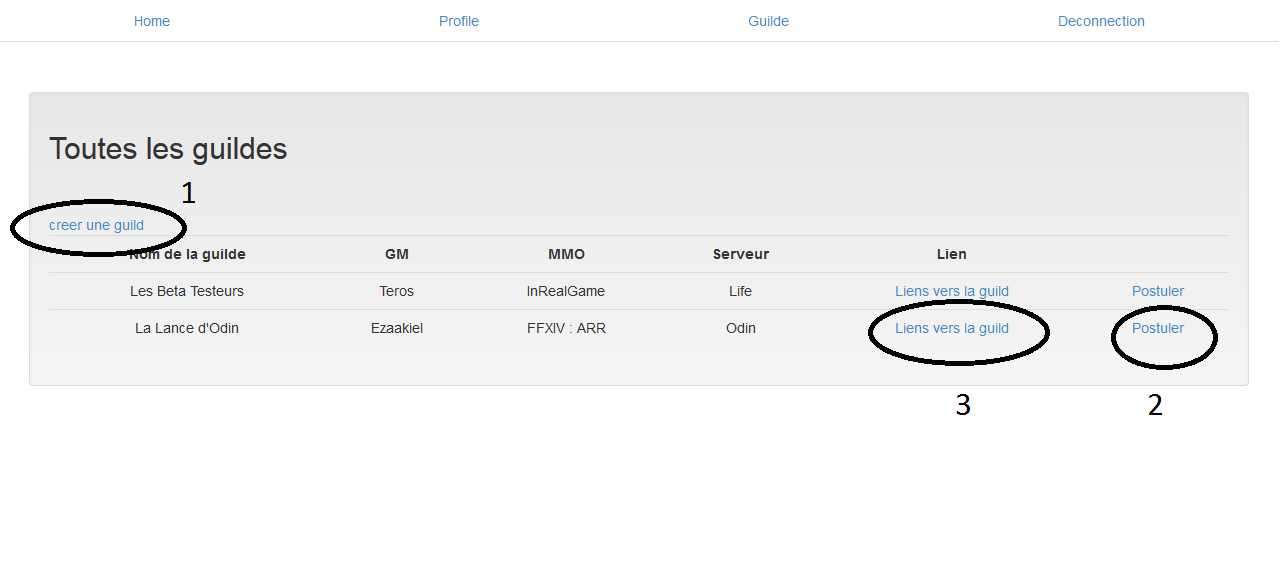 Home Profile Guilde Deconnection
Toutes les guildes
1
creer une guild
Nom de la guilde GM MMO Serveur Lien
Les Beta Testeurs Teros InRealGame Life Liens vers la guild Postuler
La Lance d'Odin Ezaakiel FFXIV : ARR Odin Liens vers la guild Postuler
3 2